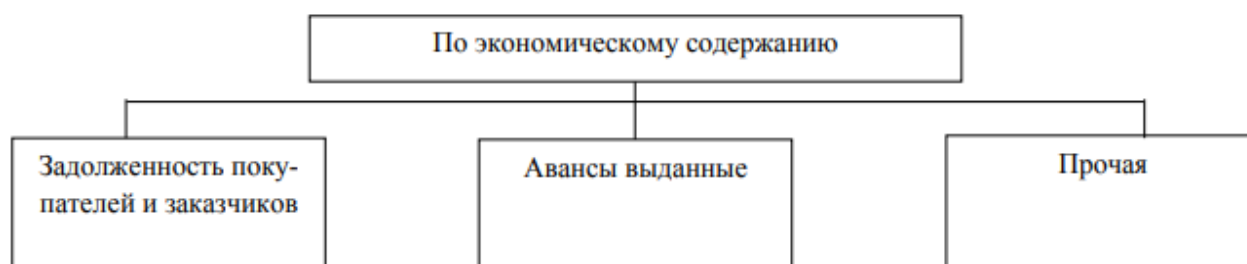 По экономическому содержанию
Задолженность поку-
пателей и заказчиков
Авансы выданные
Прочая